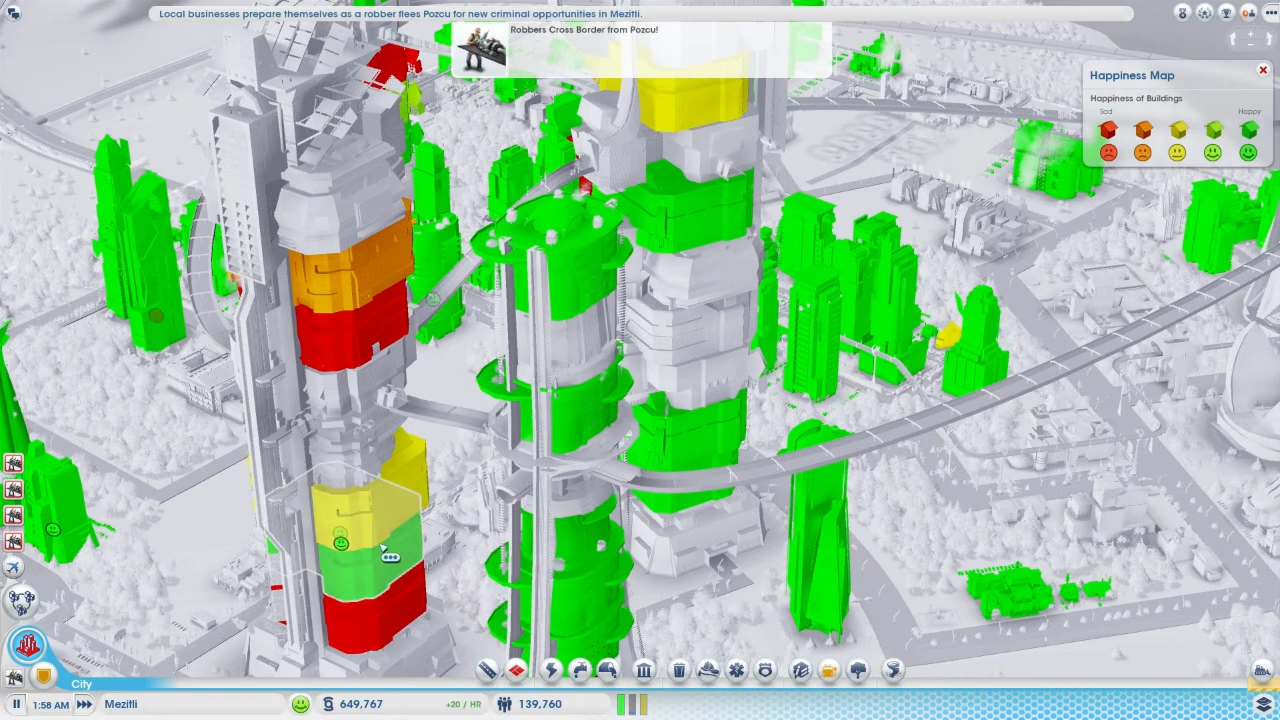 Local businesses prepare themselves as a robber flees Pozcu for new criminal opportunities in Mezitli.
Robbers Cross Border from Pozcu!
Happiness Map
Happiness of Buildings
Sad
Happy
City
1:58 AM
Mezitli
649,767
+20 / HR
139,760